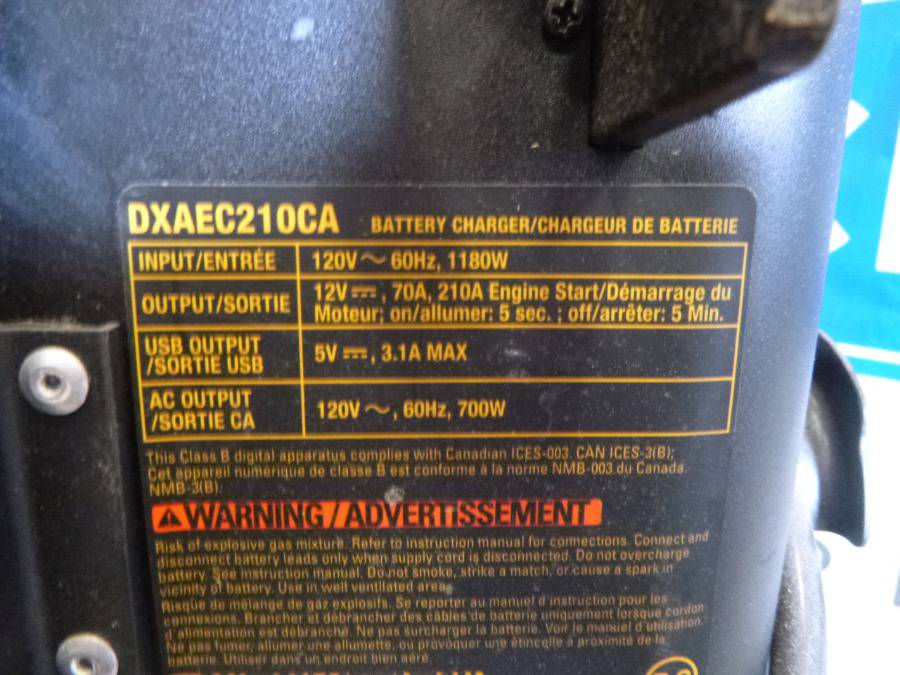 DXAEC210CA BATTERY CHARGER/CHARGEUR DE BATTERIE
INPUT/ENTRÉE 120V ~ 60Hz, 1180W
OUTPUT/SORTIE 12V ⎓, 70A, 210A Engine Start/Démarrage du
Moteur; on/allumer: 5 sec. ; off/arrêter: 5 Min.
USB OUTPUT
/SORTIE USB 5V ⎓, 3.1A MAX
AC OUTPUT
/SORTIE CA 120V ~, 60Hz, 700W
This Class B digital apparatus complies with Canadian ICES-003. CAN ICES-3(B);
Cet appareil numérique de classe B est conforme à la norme NMB-003 du Canada.
NMB-3(B).
⚠WARNING/ADVERTISSEMENT
Risk of explosive gas mixture. Refer to instruction manual for connections. Connect and
disconnect battery leads only when supply cord is disconnected. Do not overcharge
battery. See instruction manual. Do not smoke, strike a match, or cause a spark in
vicinity of battery. Use in well ventilated area.
Risque de mélange de gaz explosifs. Se reporter au manuel d'instruction pour les
connexions. Brancher et débrancher des câbles de batterie uniquement lorsque cordon
d'alimentation est débranché. Ne pas surcharger la batterie. Voir le manuel d'utilisation.
Ne pas fumer, allumer une allumette, ou provoquer une étincelle à proximité de la
batterie. Utiliser dans un endroit bien aéré.